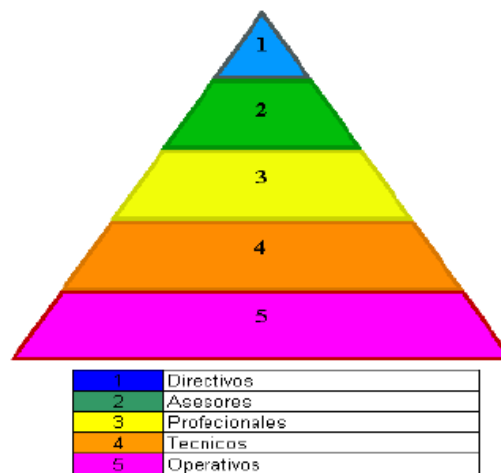 1
2
3
4
5
1 Directivos
2 Asesores
3 Profecionales
4 Tecnicos
5 Operativos